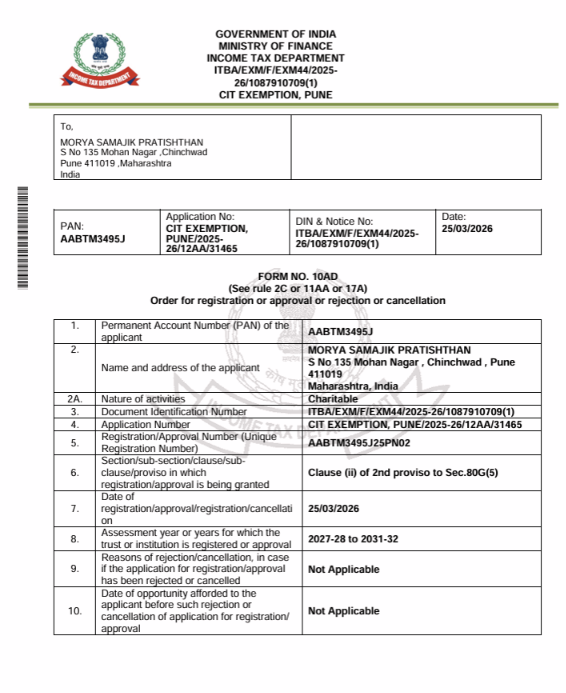 GOVERNMENT OF INDIA
MINISTRY OF FINANCE
INCOME TAX DEPARTMENT
ITBA/EXM/F/EXM44/2025-
26/1087910709(1)
CIT EXEMPTION, PUNE
INCOME TAX DEPARTMENT
To,
MORYA SAMAJIK PRATISHTHAN
S No 135 Mohan Nagar ,Chinchwad
Pune 411019 ,Maharashtra
India
PAN:
AABTM3495J
Application No:
CIT EXEMPTION,
PUNE/2025-
26/12AA/31465
DIN & Notice No:
ITBA/EXM/F/EXM44/2025-
26/1087910709(1)
Date:
25/03/2026
FORM NO. 10AD
(See rule 2C or 11AA or 17A)
Order for registration or approval or rejection or cancellation
1.
Permanent Account Number (PAN) of the
applicant
AABTM3495J
2.
Name and address of the applicant
MORYA SAMAJIK PRATISHTHAN
S No 135 Mohan Nagar , Chinchwad , Pune
411019
Maharashtra, India
2A.
Nature of activities
Charitable
3.
Document Identification Number
ITBA/EXM/F/EXM44/2025-26/1087910709(1)
4.
Application Number
CIT EXEMPTION, PUNE/2025-26/12AA/31465
5.
Registration/Approval Number (Unique
Registration Number)
AABTM3495J25PN02
6.
Section/sub-section/clause/sub-
clause/proviso in which
registration/approval is being granted
Clause (ii) of 2nd proviso to Sec.80G(5)
7.
Date of
registration/approval/registration/cancellati
on
25/03/2026
8.
Assessment year or years for which the
trust or institution is registered or approval
2027-28 to 2031-32
9.
Reasons of rejection/cancellation, in case
if the application for registration/approval
has been rejected or cancelled
Not Applicable
10.
Date of opportunity afforded to the
applicant before such rejection or
cancellation of application for registration/
approval
Not Applicable
INCOME TAX DEPARTMENT